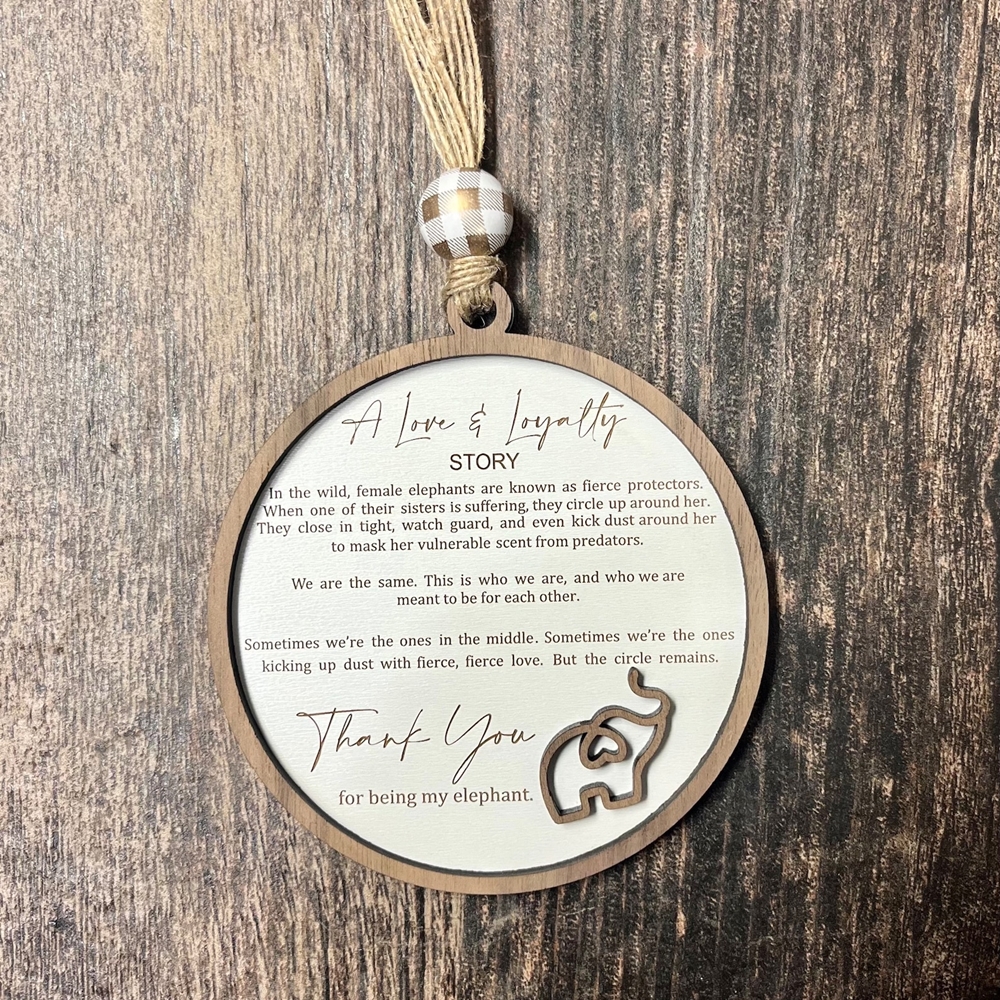 A Love & Loyalty
STORY
In the wild, female elephants are known as fierce protectors.
When one of their sisters is suffering, they circle up around her.
They close in tight, watch guard, and even kick dust around her
to mask her vulnerable scent from predators.
We are the same. This is who we are, and who we are
meant to be for each other.
Sometimes we're the ones in the middle. Sometimes we're the ones
kicking up dust with fierce, fierce love. But the circle remains.
Thank You
for being my elephant.